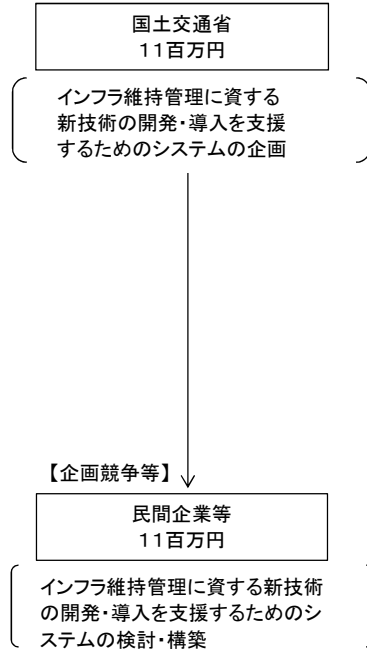 国土交通省
11百万円
インフラ維持管理に資する
新技術の開発・導入を支援
するためのシステムの企画
【企画競争等】
民間企業等
11百万円
インフラ維持管理に資する新技術
の開発・導入を支援するためのシ
ステムの検討・構築